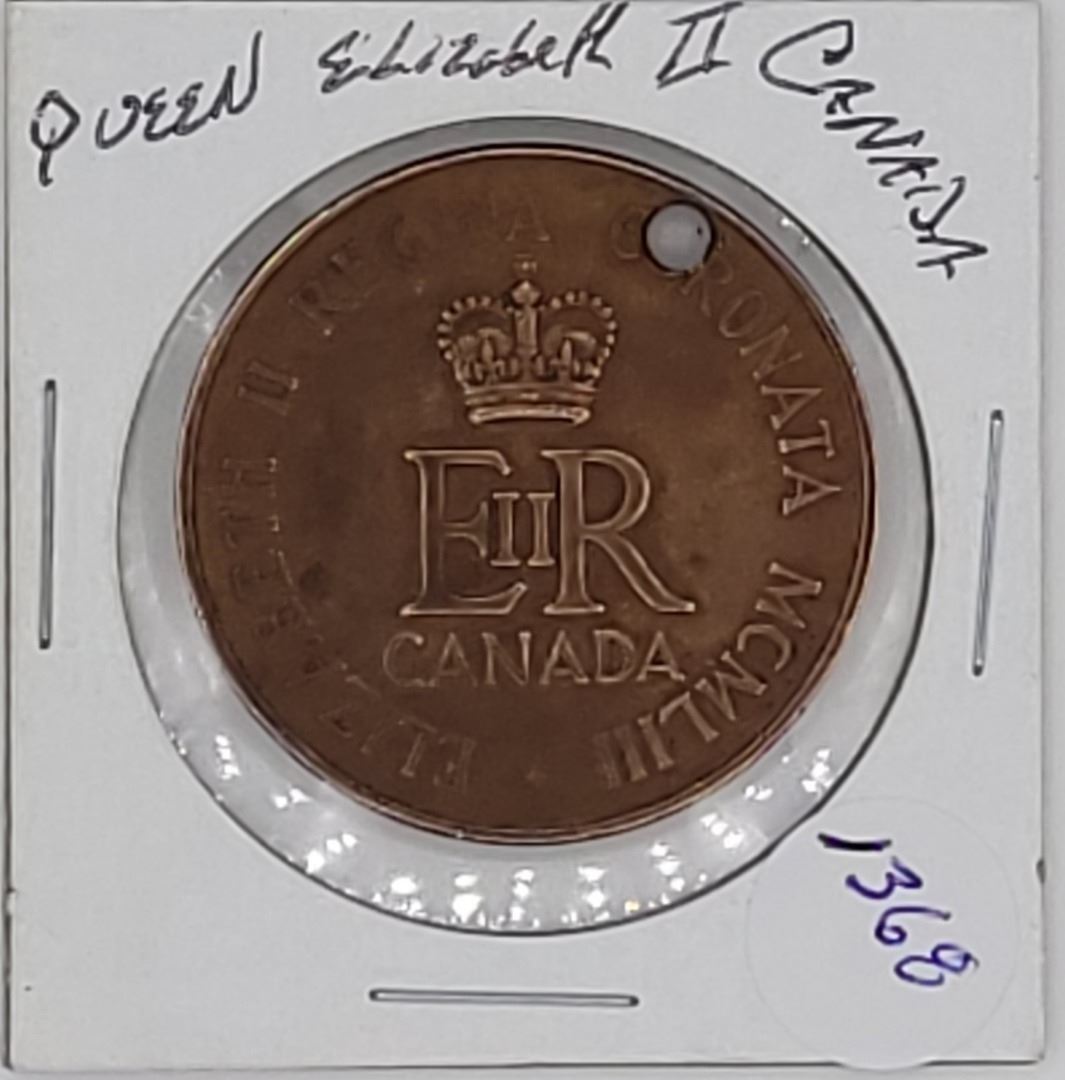 QUEEN Elizabeth II CANADA
ELIZABETH II REGINA CORONATA MCMLIII
EIIR
CANADA
1368